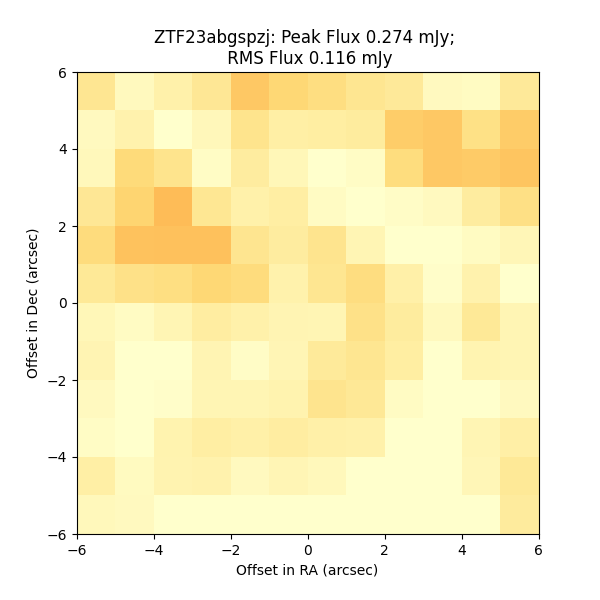 ZTF23abgspzj: Peak Flux 0.274 mJy;
RMS Flux 0.116 mJy
6
4
2
0
−2
−4
−6
Offset in Dec (arcsec)
−6 −4 −2 0 2 4 6
Offset in RA (arcsec)